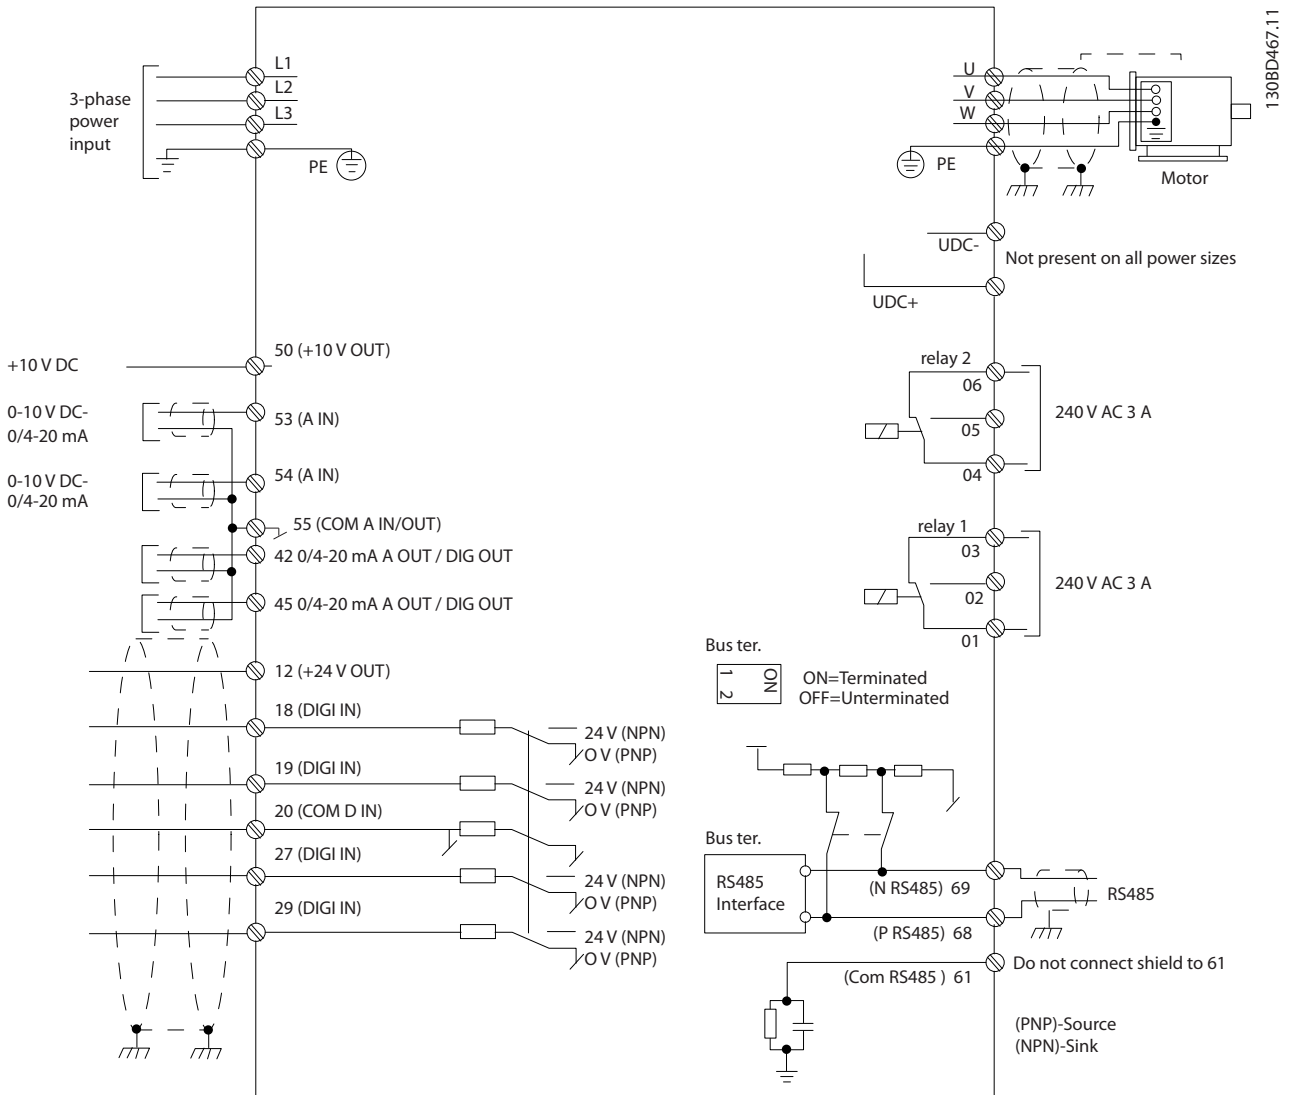 130BD467.11
L1
L2
L3
3-phase
power
input
PE
U
V
W
PE
Motor
UDC-
Not present on all power sizes
UDC+
+10 V DC
50 (+10 V OUT)
0-10 V DC-
0/4-20 mA
53 (A IN)
0-10 V DC-
0/4-20 mA
54 (A IN)
55 (COM A IN/OUT)
42 0/4-20 mA A OUT / DIG OUT
45 0/4-20 mA A OUT / DIG OUT
12 (+24 V OUT)
18 (DIGI IN)
24 V (NPN)
O V (PNP)
19 (DIGI IN)
24 V (NPN)
O V (PNP)
20 (COM D IN)
27 (DIGI IN)
24 V (NPN)
O V (PNP)
29 (DIGI IN)
24 V (NPN)
O V (PNP)
relay 2
06
05
04
240 V AC 3 A
relay 1
03
02
01
240 V AC 3 A
Bus ter.
1
2
ON
ON=Terminated
OFF=Unterminated
Bus ter.
RS485
Interface
(N RS485) 69
RS485
(P RS485) 68
(Com RS485 ) 61
Do not connect shield to 61
(PNP)-Source
(NPN)-Sink